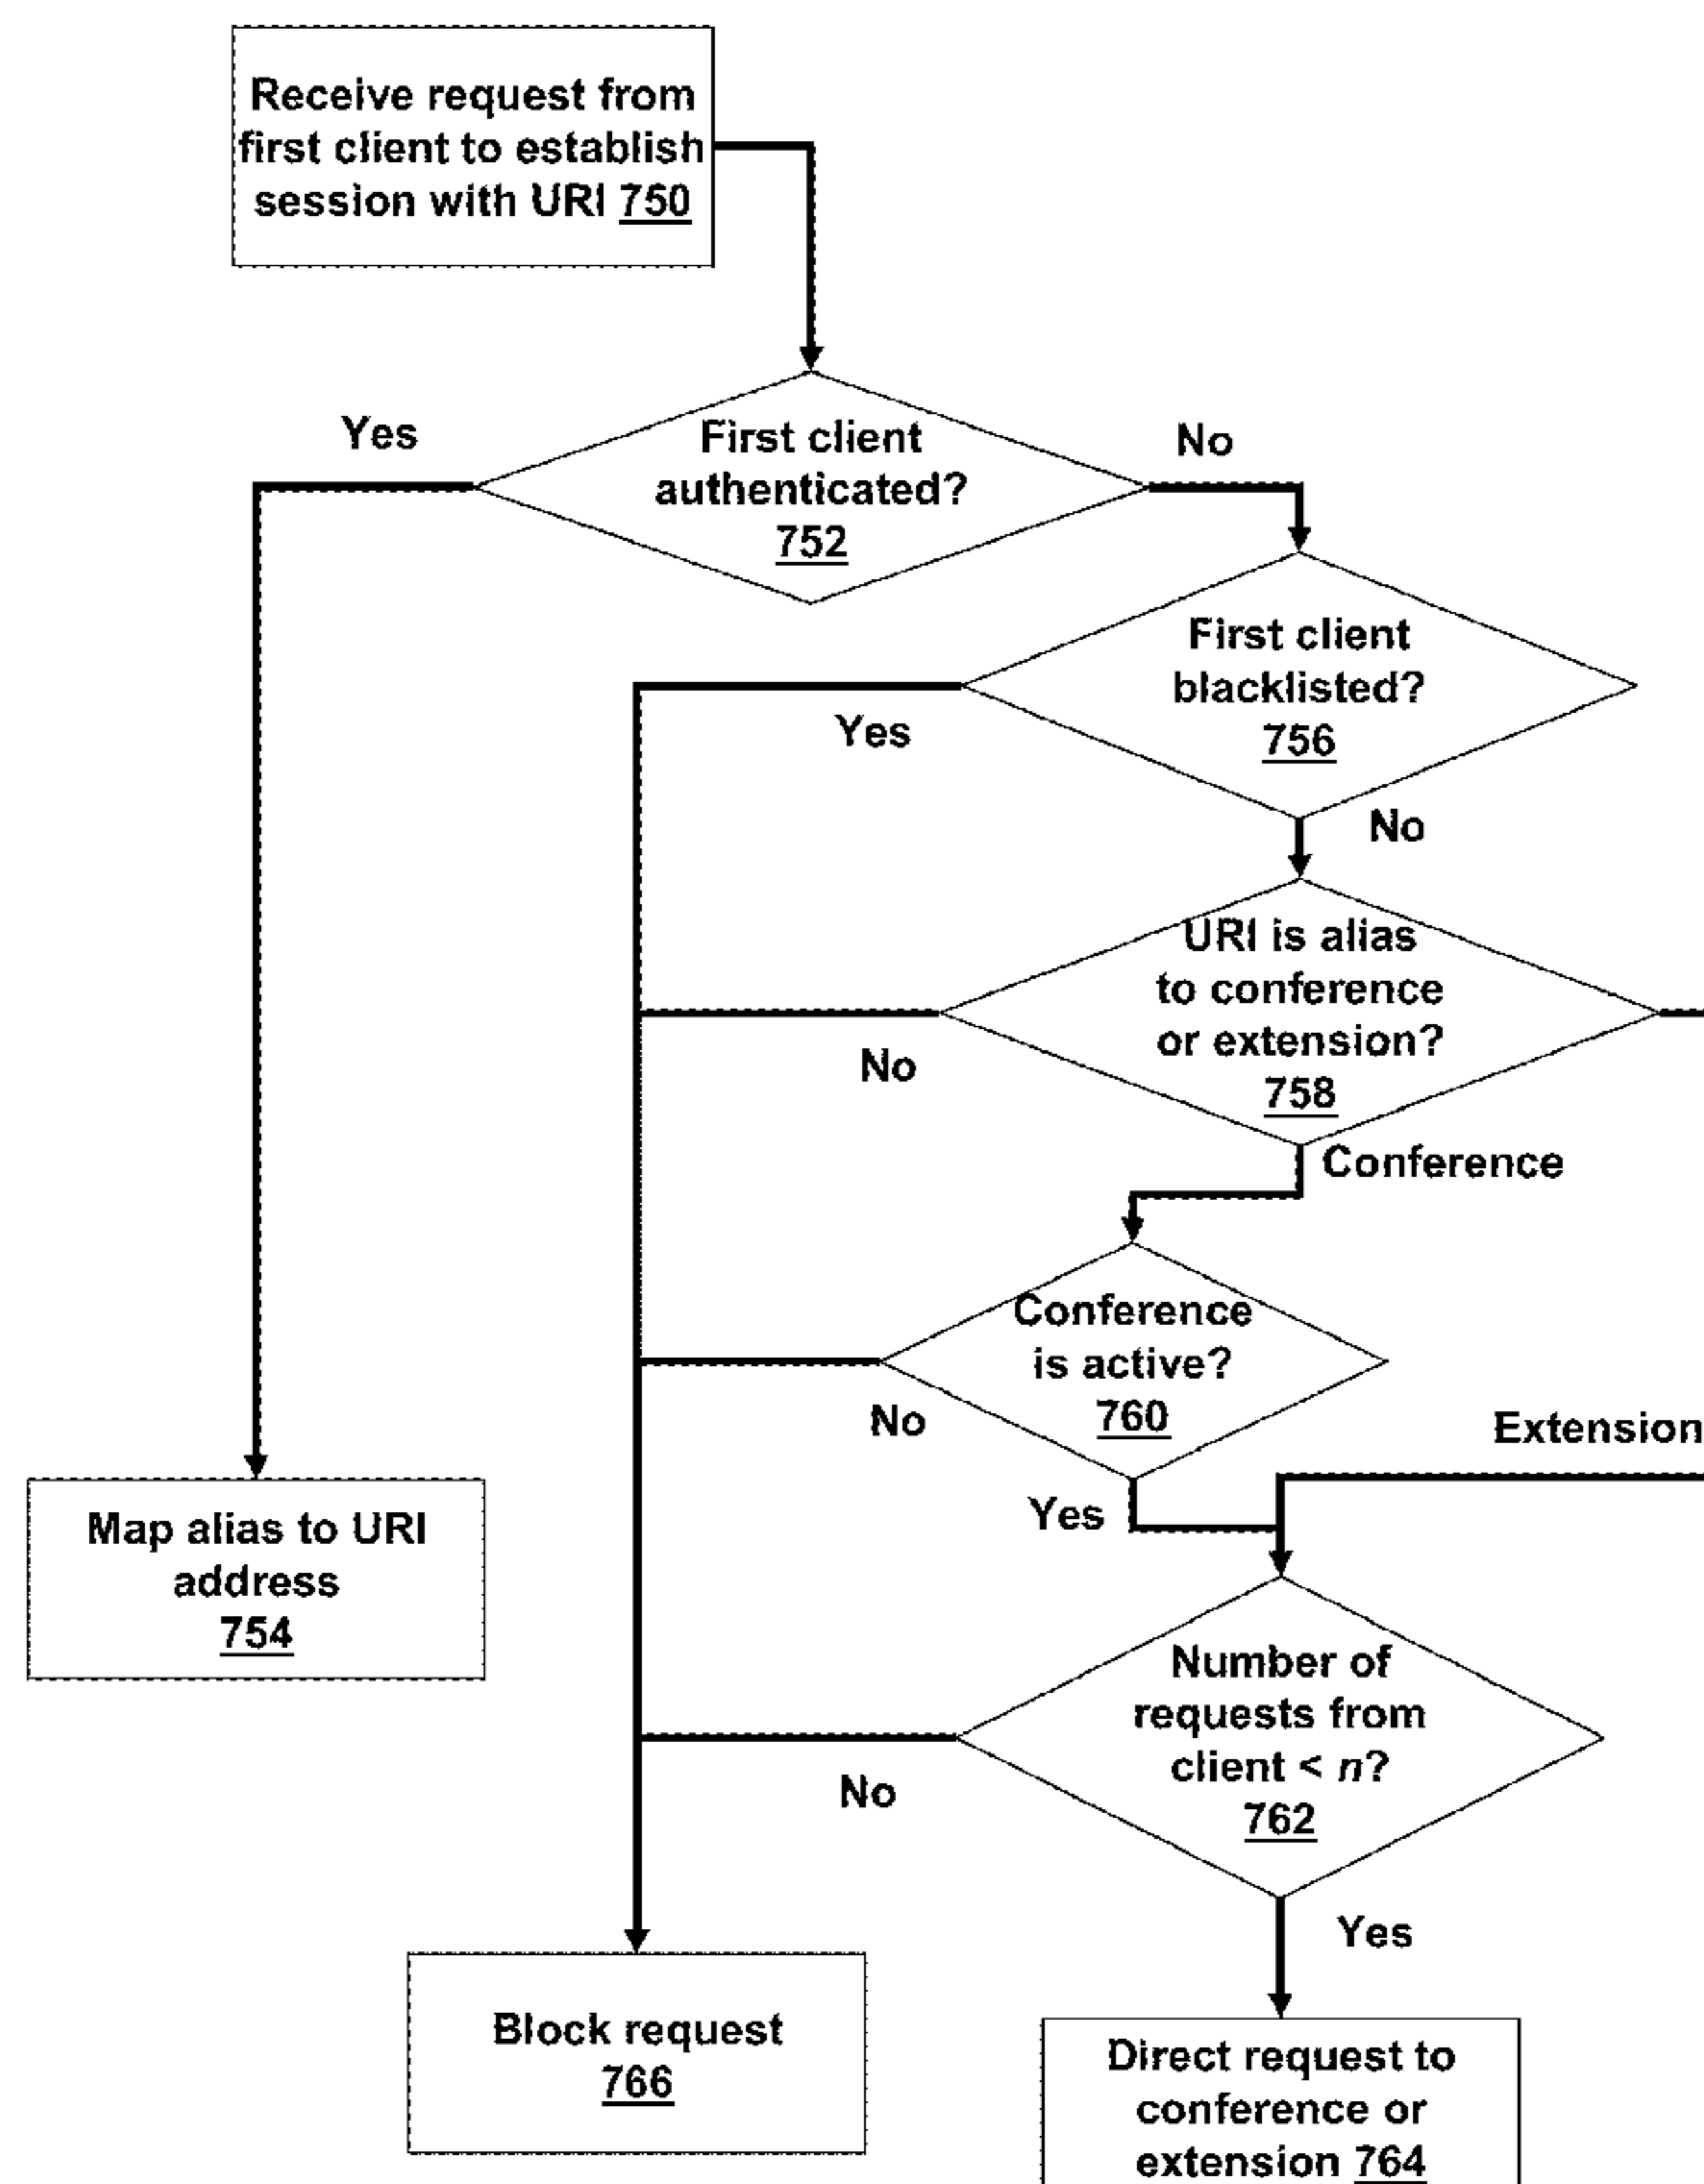 Receive request from
first client to establish
session with URI 750
Yes
First client
authenticated?
752
No
First client
blacklisted?
756
Yes
No
URI is alias
to conference
or extension?
758
No
Conference
Conference
is active?
760
No
Extension
Yes
Map alias to URI
address
754
Number of
requests from
client < n?
762
No
Yes
Block request
766
Direct request to
conference or
extension 764